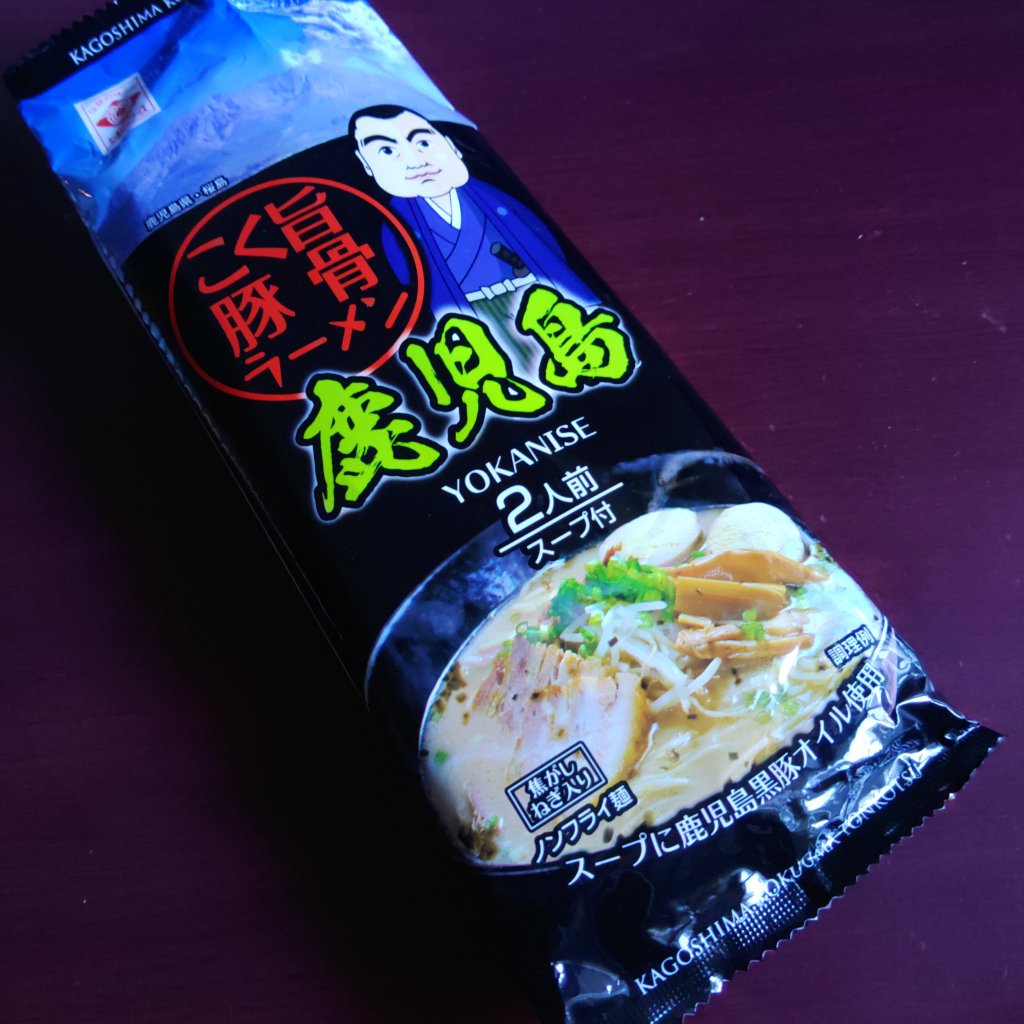 KAGOSHIMA
鹿児島県・桜島
こく旨
豚骨
ラーメン
鹿児島
YOKANISE
2人前
スープ付
調理例
焦がし
ねぎ入り
ノンフライ麺
スープに鹿児島黒豚オイル使用
KAGOSHIMA KOKUUMA TONKOTSU